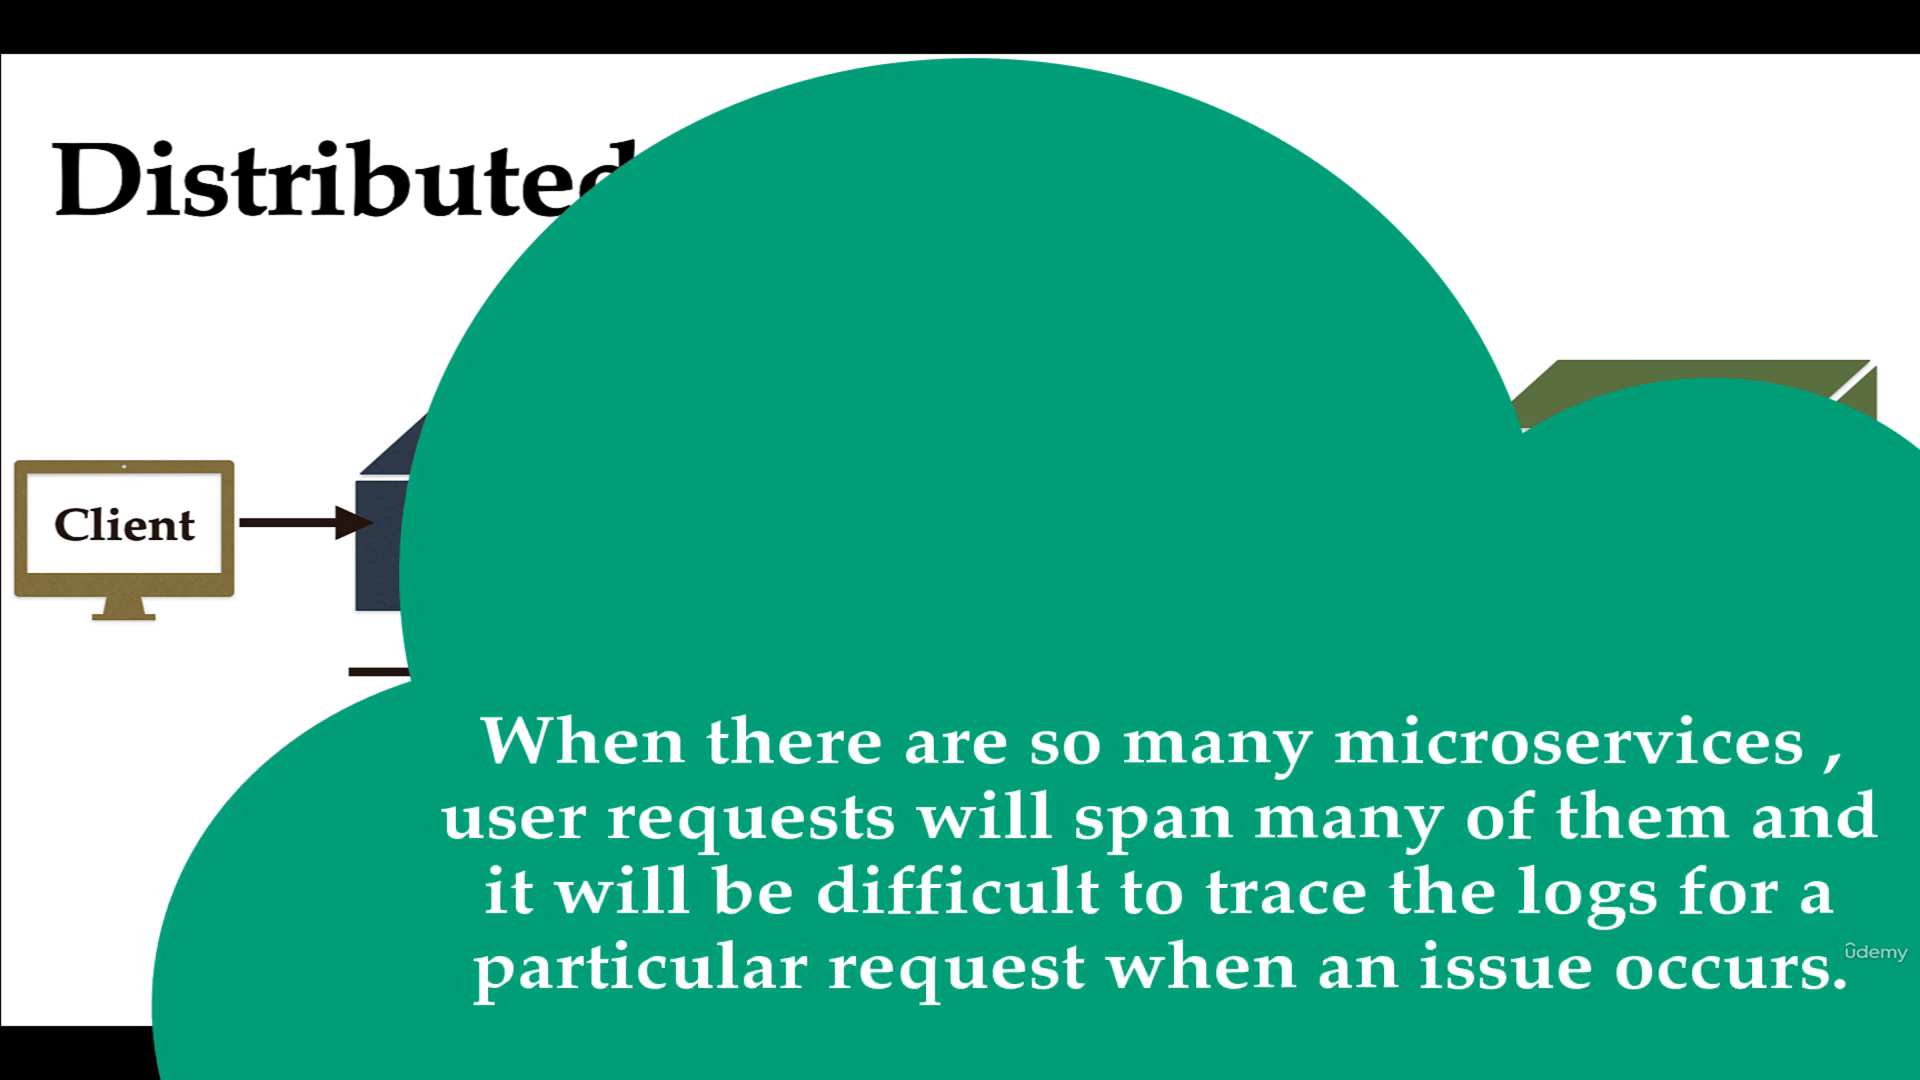 Distributed
Client
When there are so many microservices ,
user requests will span many of them and
it will be difficult to trace the logs for a
particular request when an issue occurs.
ûdemy